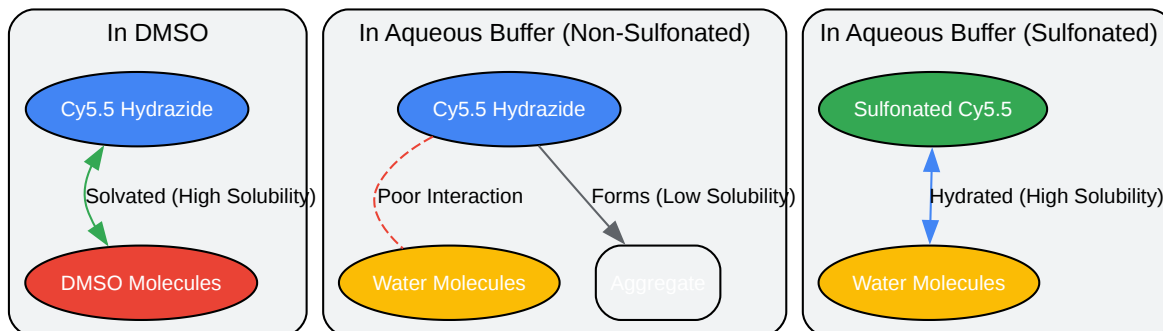 In DMSO
Cy5.5 Hydrazide
Solvated (High Solubility)
DMSO Molecules
In Aqueous Buffer (Non-Sulfonated)
Cy5.5 Hydrazide
Poor Interaction
Forms (Low Solubility)
Water Molecules
Aggregate
In Aqueous Buffer (Sulfonated)
Sulfonated Cy5.5
Hydrated (High Solubility)
Water Molecules